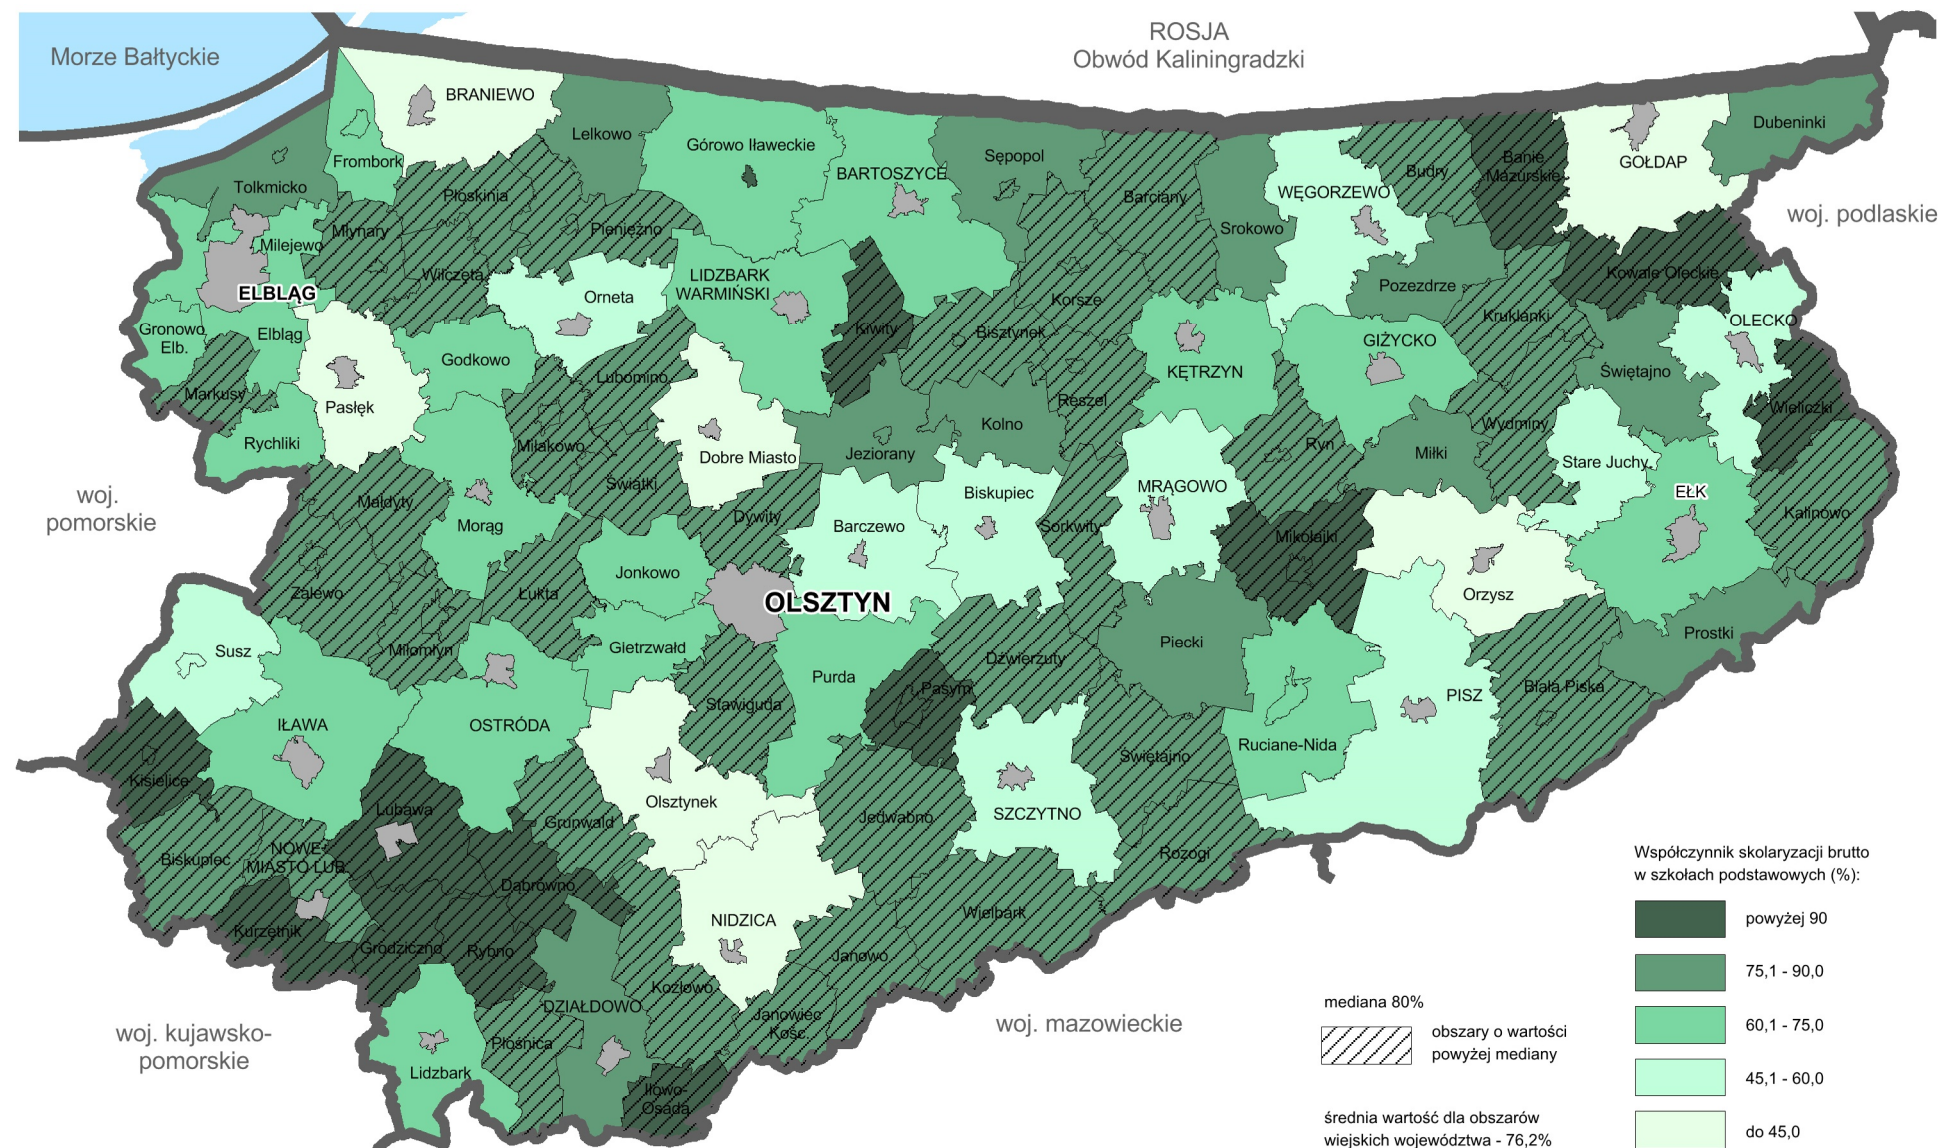 Morze Bałtyckie
ROSJA
Obwód Kaliningradzki
BRANIEWO
Lelkowo
Frombork
Górowo Iławeckie
BARTOSZYCE
Sępopol
Barciany
Srokowo
WĘGORZEWO
Budry
Banie
Mazurskie
GOŁDAP
Dubeninki
woj. podlaskie
Tolkmicko
Płoskinia
Pieniężno
Młynary
Milejewo
Wilczęta
ELBLĄG
Orneta
LIDZBARK
WARMIŃSKI
Kiwity
Bisztynek
Korsze
Pozezdrze
Kruklanki
Kowale Oleckie
OLECKO
Gronowo
Elb.
Elbląg
Godkowo
Lubomino
KĘTRZYN
GIŻYCKO
Świętajno
Markusy
Pasłęk
Reszel
Wieliczki
Rychliki
Miłakowo
Dobre Miasto
Jeziorany
Kolno
Ryn
Miłki
Wydminy
Stare Juchy
Świątki
woj.
pomorskie
Małdyty
Morąg
Dywity
Barczewo
Biskupiec
Sorkwity
MRĄGOWO
Mikołajki
EŁK
Kalinowo
Zalewo
Łukta
Jonkowo
OLSZTYN
Orzysz
Susz
Miłomłyn
Gietrzwałd
Purda
Dźwierzuty
Piecki
Prostki
IŁAWA
OSTRÓDA
Stawiguda
Pasym
Świętajno
Ruciane-Nida
PISZ
Biała Piska
Kisielice
Lubawa
Olsztynek
Grunwald
Jedwabno
SZCZYTNO
Rozogi
Biskupiec
NOWE-
MIASTO LUB.
Dąbrówno
NIDZICA
Wielbark
Kurzętnik
Grodziczno
Rybno
Janowo
Kozłowo
DZIAŁDOWO
Janowiec
Kośc.
woj. kujawsko-
pomorskie
Lidzbark
Płośnica
Iłowo-
Osada
woj. mazowieckie
mediana 80%
obszary o wartości
powyżej mediany
średnia wartość dla obszarów
wiejskich województwa - 76,2%
Współczynnik skolaryzacji brutto
w szkołach podstawowych (%):
powyżej 90
75,1 - 90,0
60,1 - 75,0
45,1 - 60,0
do 45,0